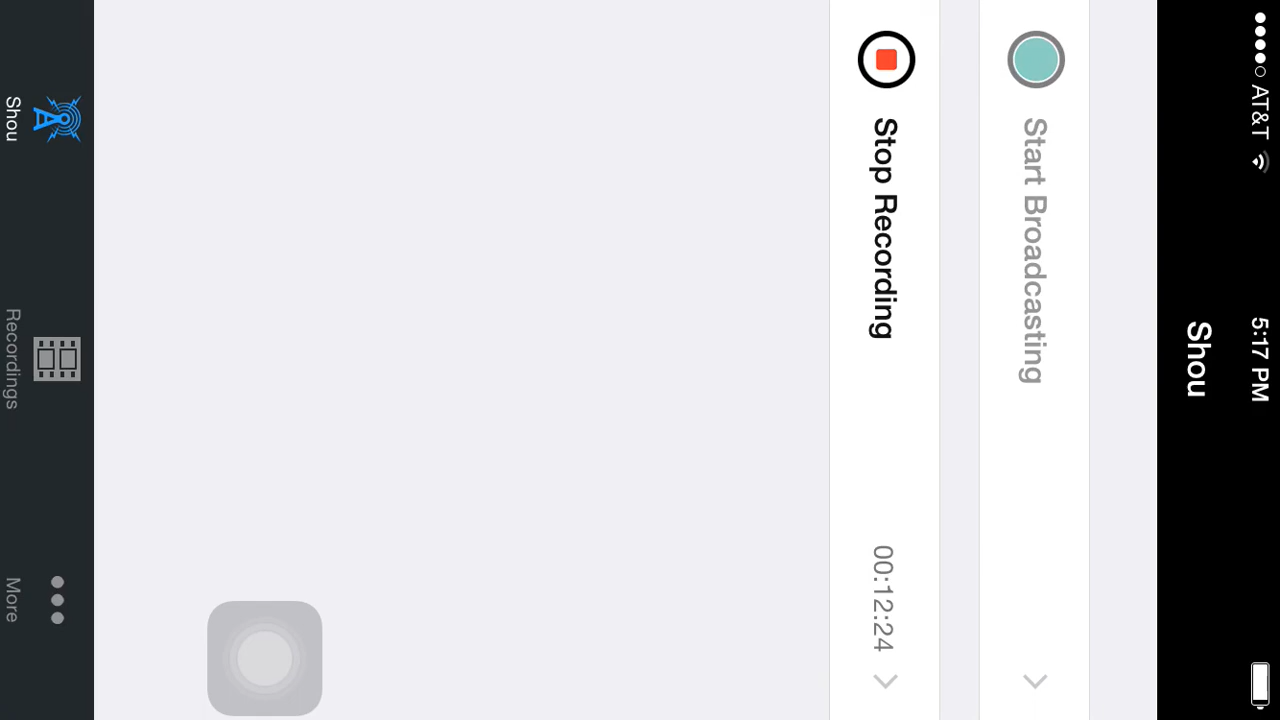 AT&T 5:17 PM
Shou
Start Broadcasting
Stop Recording 00:12:24
Shou Recordings More